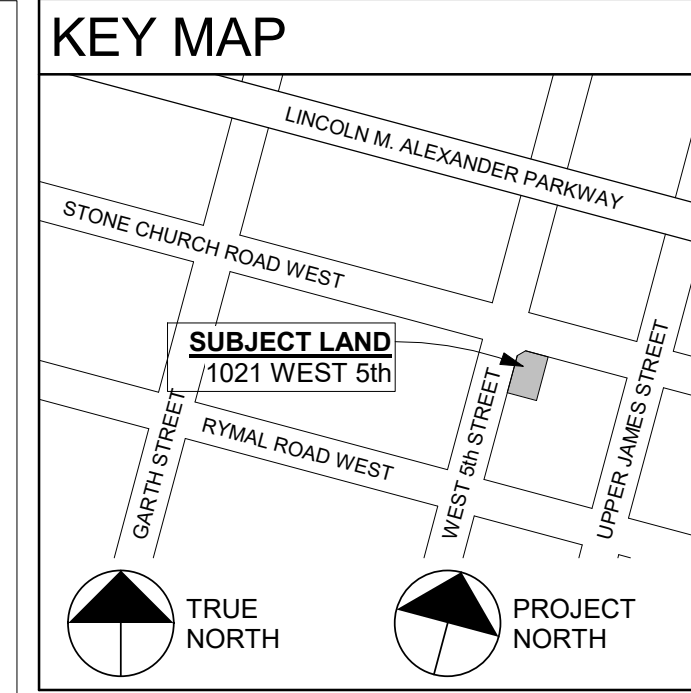 KEY MAP
LINCOLN M. ALEXANDER PARKWAY
STONE CHURCH ROAD WEST
SUBJECT LAND
1021 WEST 5th
RYMAL ROAD WEST
GARTH STREET
WEST 5th STREET
UPPER JAMES STREET
TRUE
NORTH
PROJECT
NORTH